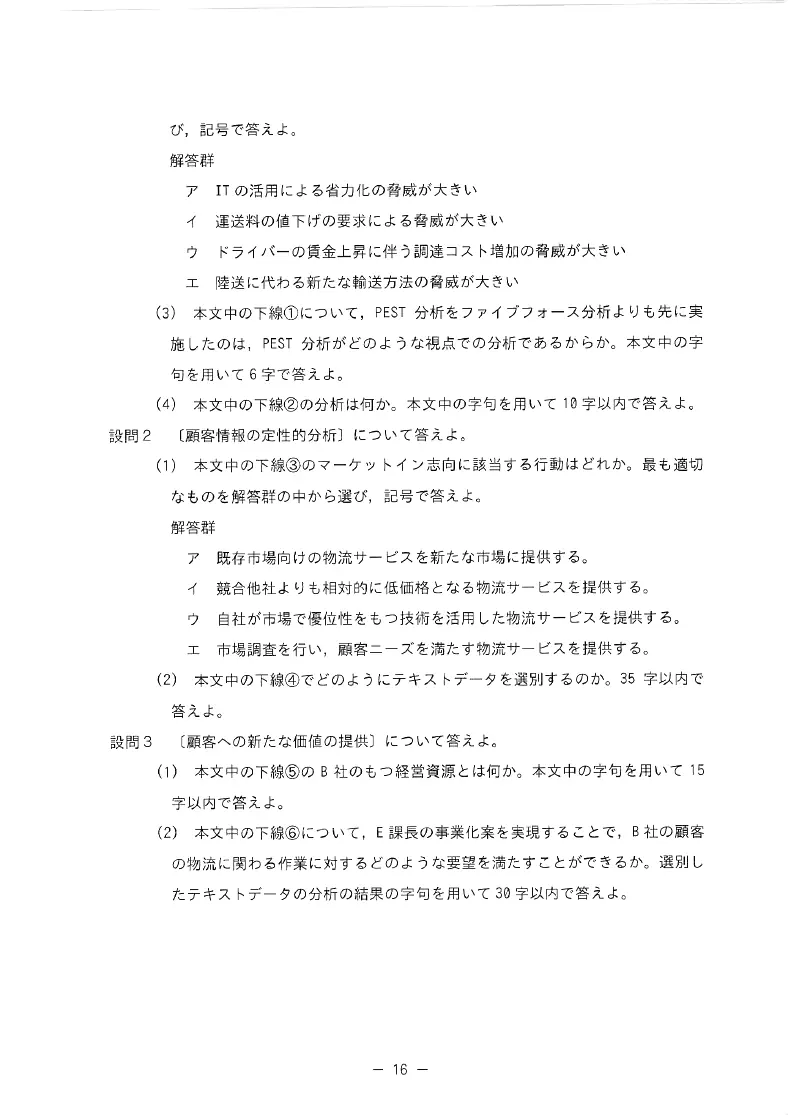 び，記号で答えよ。
解答群
ア　ITの活用による省力化の脅威が大きい
イ　運送料の値下げの要求による脅威が大きい
ウ　ドライバーの賃金上昇に伴う調達コスト増加の脅威が大きい
エ　陸送に代わる新たな輸送方法の脅威が大きい
(3)　本文中の下線①について，PEST 分析をファイブフォース分析よりも先に実
施したのは，PEST 分析がどのような視点での分析であるからか。本文中の字
句を用いて 6 字で答えよ。
(4)　本文中の下線②の分析は何か。本文中の字句を用いて 10 字以内で答えよ。
設問２　〔顧客情報の定性的分析〕について答えよ。
(1)　本文中の下線③のマーケットイン志向に該当する行動はどれか。最も適切
なものを解答群の中から選び，記号で答えよ。
解答群
ア　既存市場向けの物流サービスを新たな市場に提供する。
イ　競合他社よりも相対的に低価格となる物流サービスを提供する。
ウ　自社が市場で優位性をもつ技術を活用した物流サービスを提供する。
エ　市場調査を行い，顧客ニーズを満たす物流サービスを提供する。
(2)　本文中の下線④でどのようにテキストデータを選別するのか。35 字以内で
答えよ。
設問３　〔顧客への新たな価値の提供〕について答えよ。
(1)　本文中の下線⑤の B 社のもつ経営資源とは何か。本文中の字句を用いて 15
字以内で答えよ。
(2)　本文中の下線⑥について，E 課長の事業化案を実現することで，B 社の顧客
の物流に関わる作業に対するどのような要望を満たすことができるか。選別し
たテキストデータの分析の結果の字句を用いて 30 字以内で答えよ。
－ 16 －